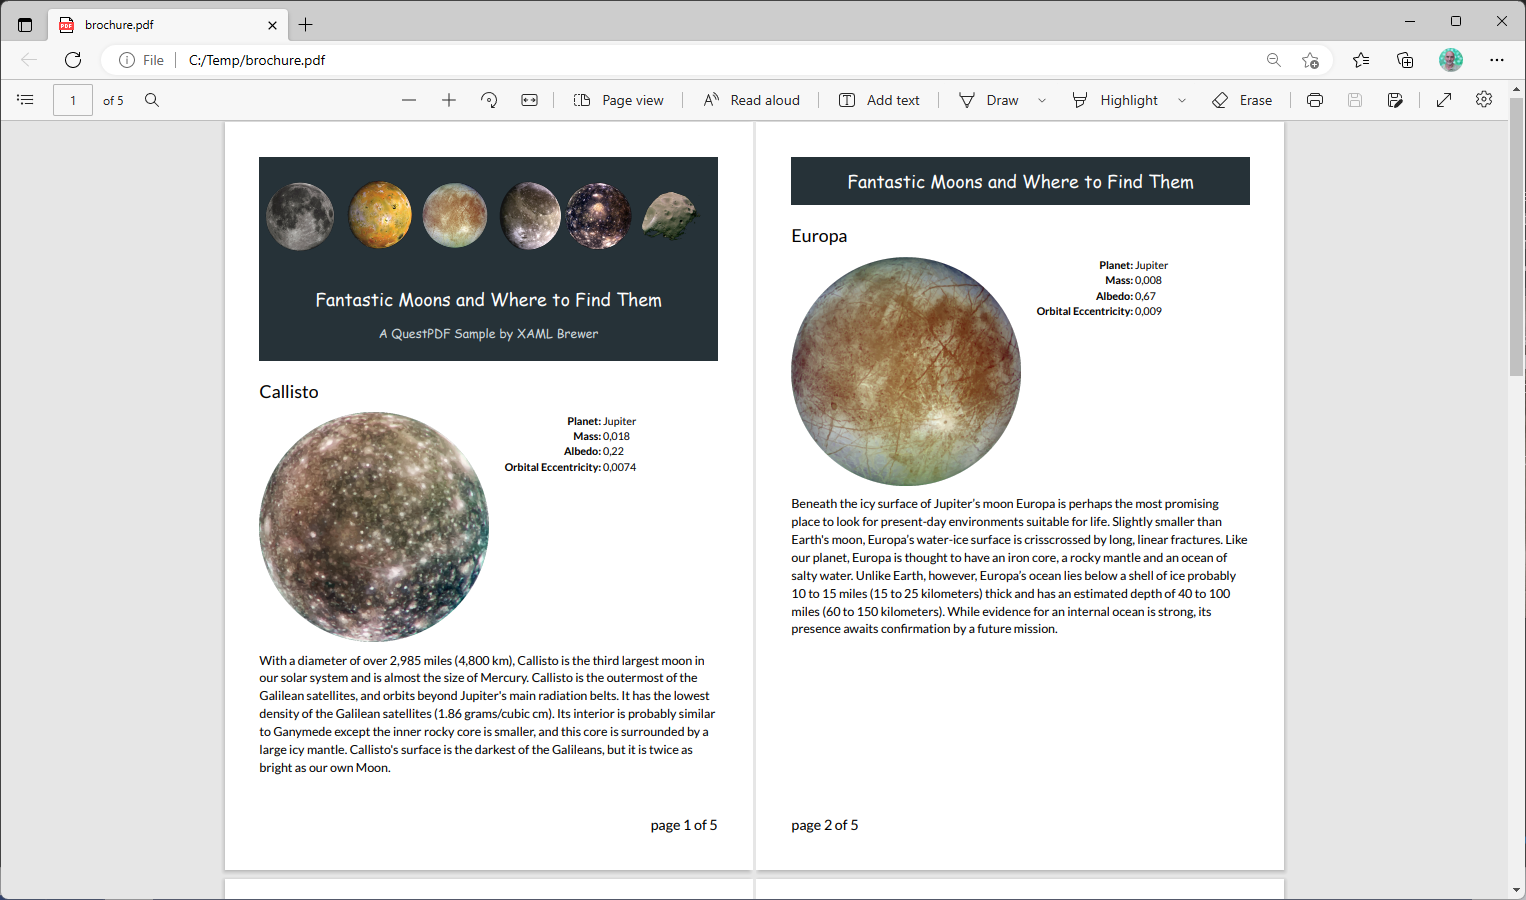 brochure.pdf
File
C:/Temp/brochure.pdf
1
of 5
Page view
Read aloud
Add text
Draw
Highlight
Erase
Fantastic Moons and Where to Find Them
A QuestPDF Sample by XAML Brewer
Callisto
Planet: Jupiter
Mass: 0,018
Albedo: 0,22
Orbital Eccentricity: 0,0074
With a diameter of over 2,985 miles (4,800 km), Callisto is the third largest moon in
our solar system and is almost the size of Mercury. Callisto is the outermost of the
Galilean satellites, and orbits beyond Jupiter's main radiation belts. It has the lowest
density of the Galilean satellites (1.86 grams/cubic cm). Its interior is probably similar
to Ganymede except the inner rocky core is smaller, and this core is surrounded by a
large icy mantle. Callisto's surface is the darkest of the Galileans, but it is twice as
bright as our own Moon.
page 1 of 5
Fantastic Moons and Where to Find Them
Europa
Planet: Jupiter
Mass: 0,008
Albedo: 0,67
Orbital Eccentricity: 0,009
Beneath the icy surface of Jupiter’s moon Europa is perhaps the most promising
place to look for present-day environments suitable for life. Slightly smaller than
Earth's moon, Europa’s water-ice surface is crisscrossed by long, linear fractures. Like
our planet, Europa is thought to have an iron core, a rocky mantle and an ocean of
salty water. Unlike Earth, however, Europa’s ocean lies below a shell of ice probably
10 to 15 miles (15 to 25 kilometers) thick and has an estimated depth of 40 to 100
miles (60 to 150 kilometers). While evidence for an internal ocean is strong, its
presence awaits confirmation by a future mission.
page 2 of 5